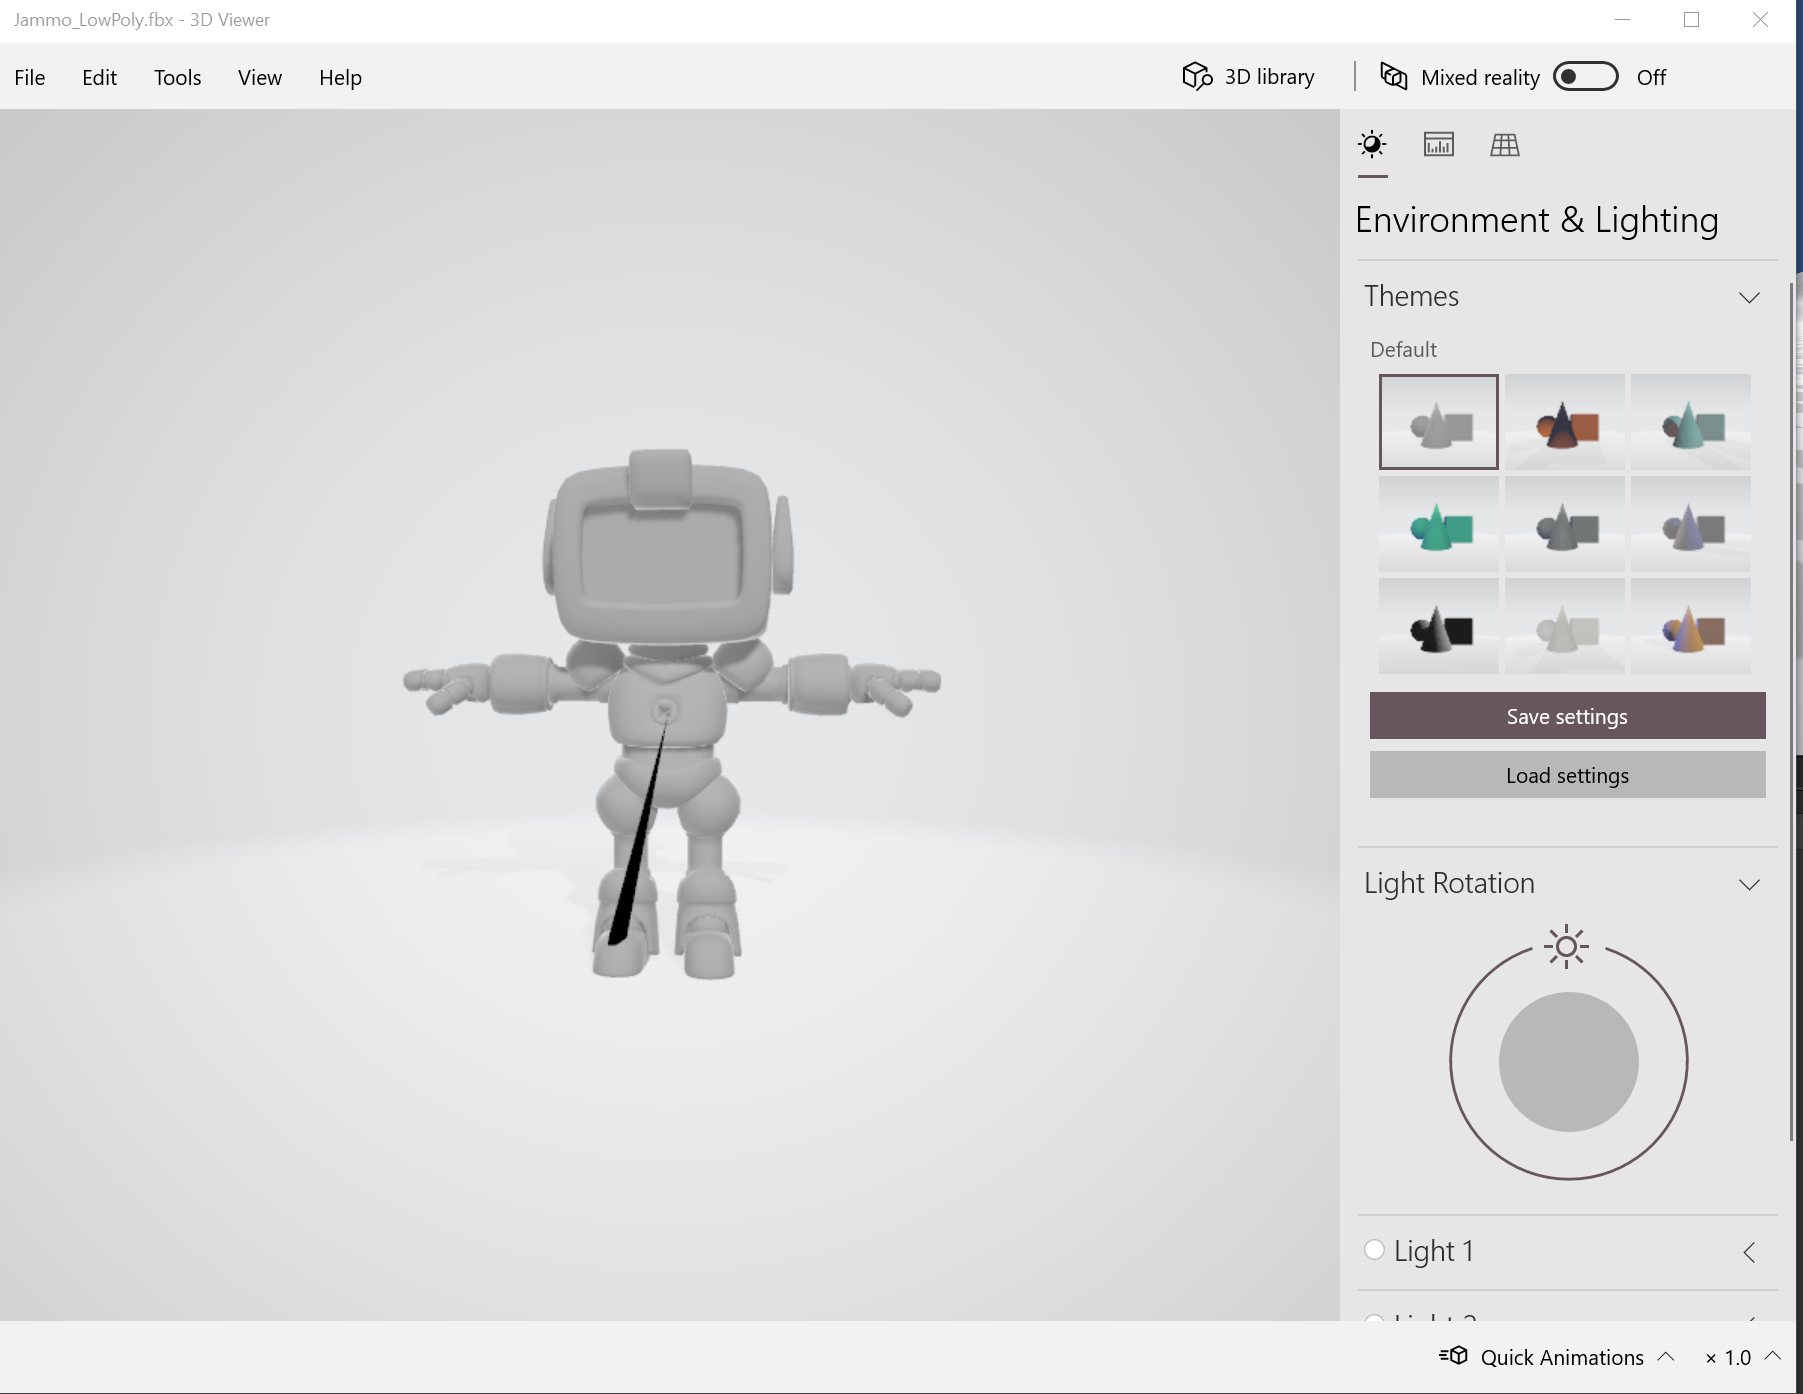 Jammo_LowPoly.fbx - 3D Viewer
File Edit Tools View Help 3D library Mixed reality Off
Environment & Lighting
Themes
Default
Save settings
Load settings
Light Rotation
Light 1
Quick Animations × 1.0